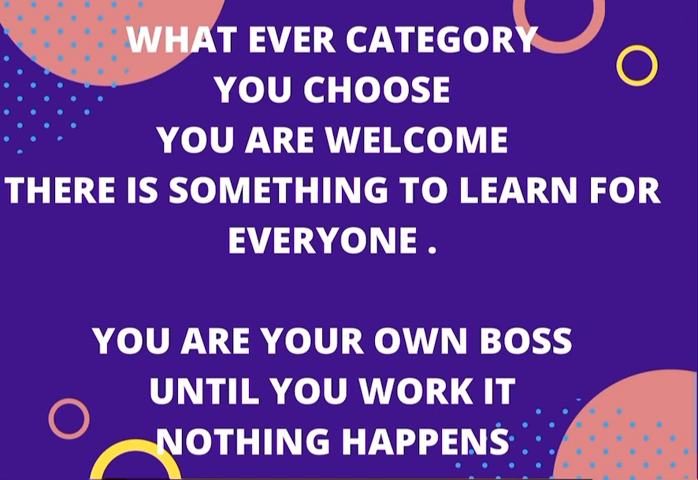 WHAT EVER CATEGORY
YOU CHOOSE
YOU ARE WELCOME
THERE IS SOMETHING TO LEARN FOR
EVERYONE .
YOU ARE YOUR OWN BOSS
UNTIL YOU WORK IT
NOTHING HAPPENS